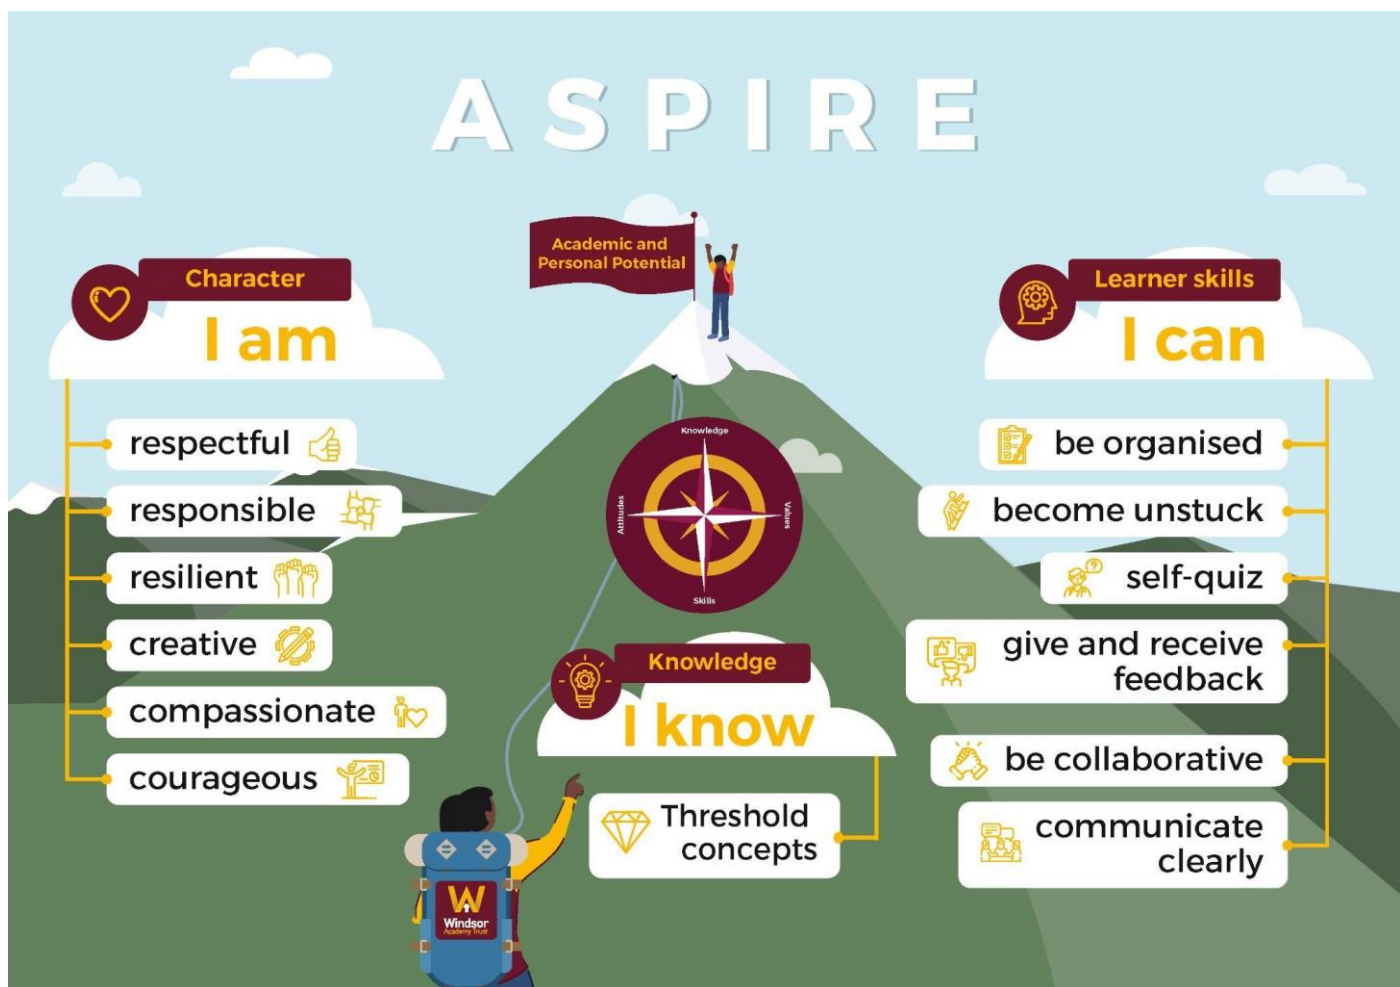 ASPIRE
Academic and
Personal Potential
Character
I am
respectful
responsible
resilient
creative
compassionate
courageous
Knowledge
Attitudes
Values
Skills
Knowledge
I know
Threshold
concepts
Learner skills
I can
be organised
become unstuck
self-quiz
give and receive
feedback
be collaborative
communicate
clearly
W
Windsor
Academy Trust